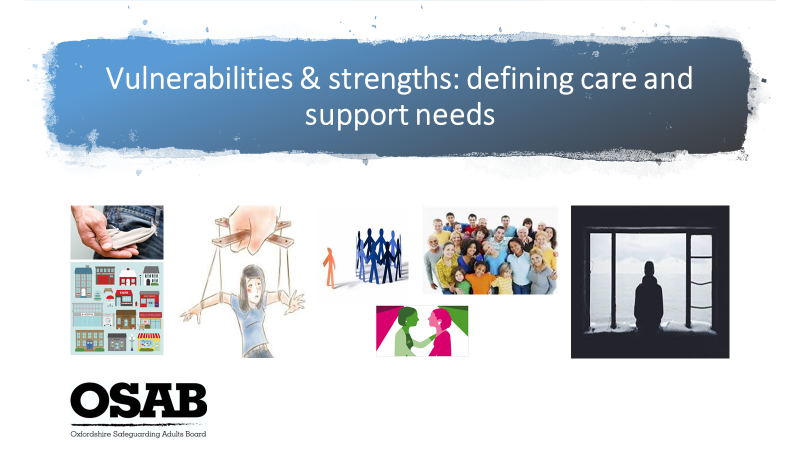 Vulnerabilities & strengths: defining care and
support needs
OSAB
Oxfordshire Safeguarding Adults Board